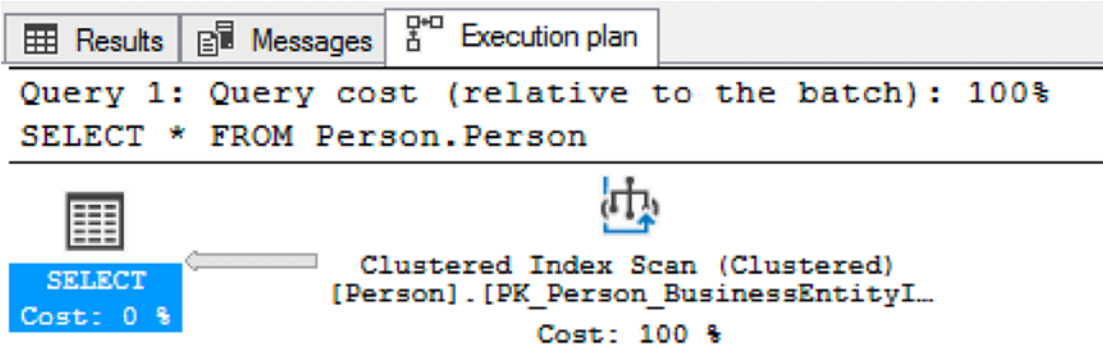 Results Messages Execution plan
Query 1: Query cost (relative to the batch): 100%
SELECT * FROM Person.Person
SELECT
Cost: 0 %
Clustered Index Scan (Clustered)
[Person].[PK_Person_BusinessEntityI…
Cost: 100 %